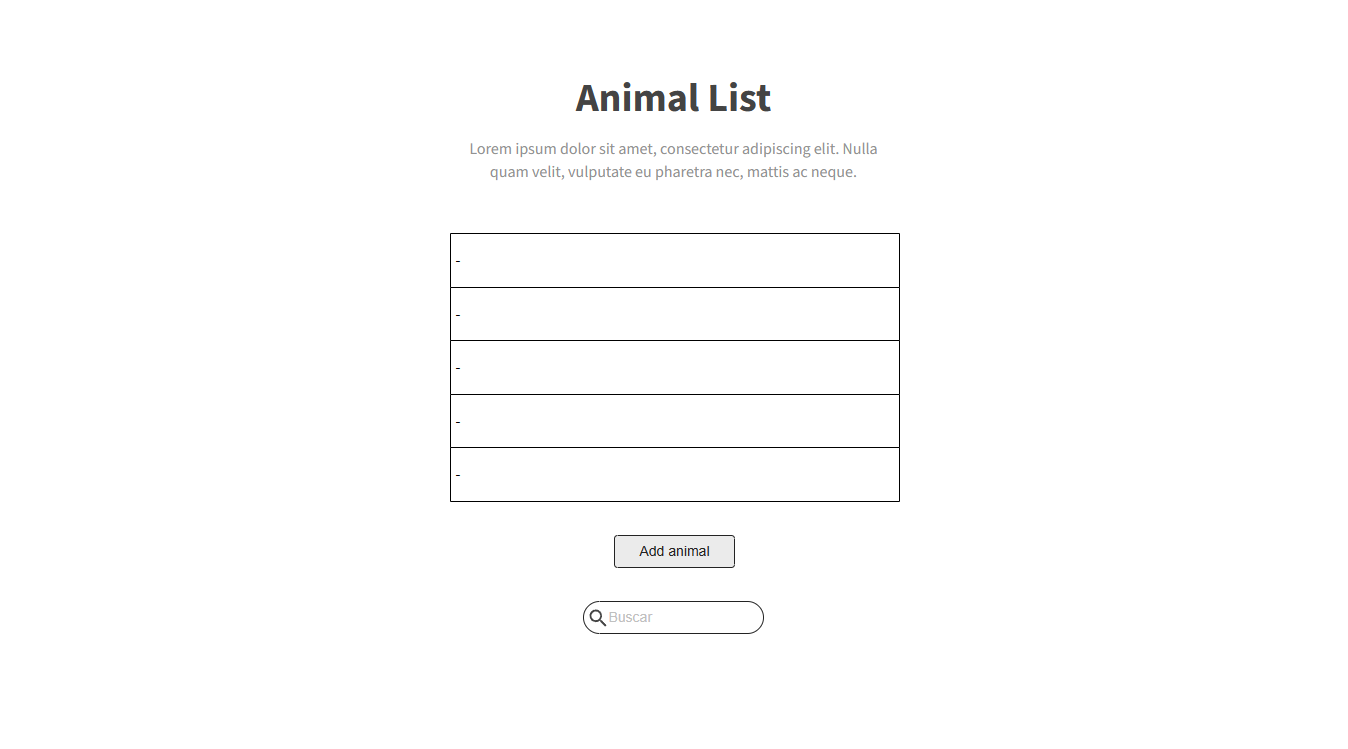 Animal List
Lorem ipsum dolor sit amet, consectetur adipiscing elit. Nulla
quam velit, vulputate eu pharetra nec, mattis ac neque.
-
-
-
-
-
Add animal
Buscar